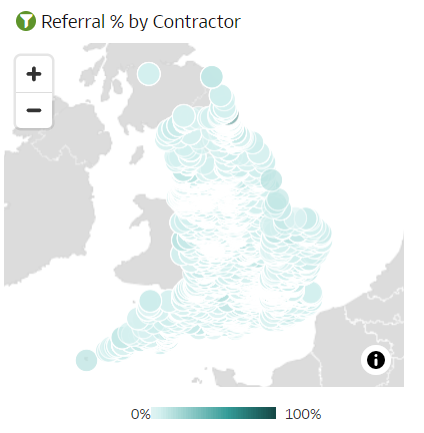 Referral % by Contractor
+
−
i
0% 100%